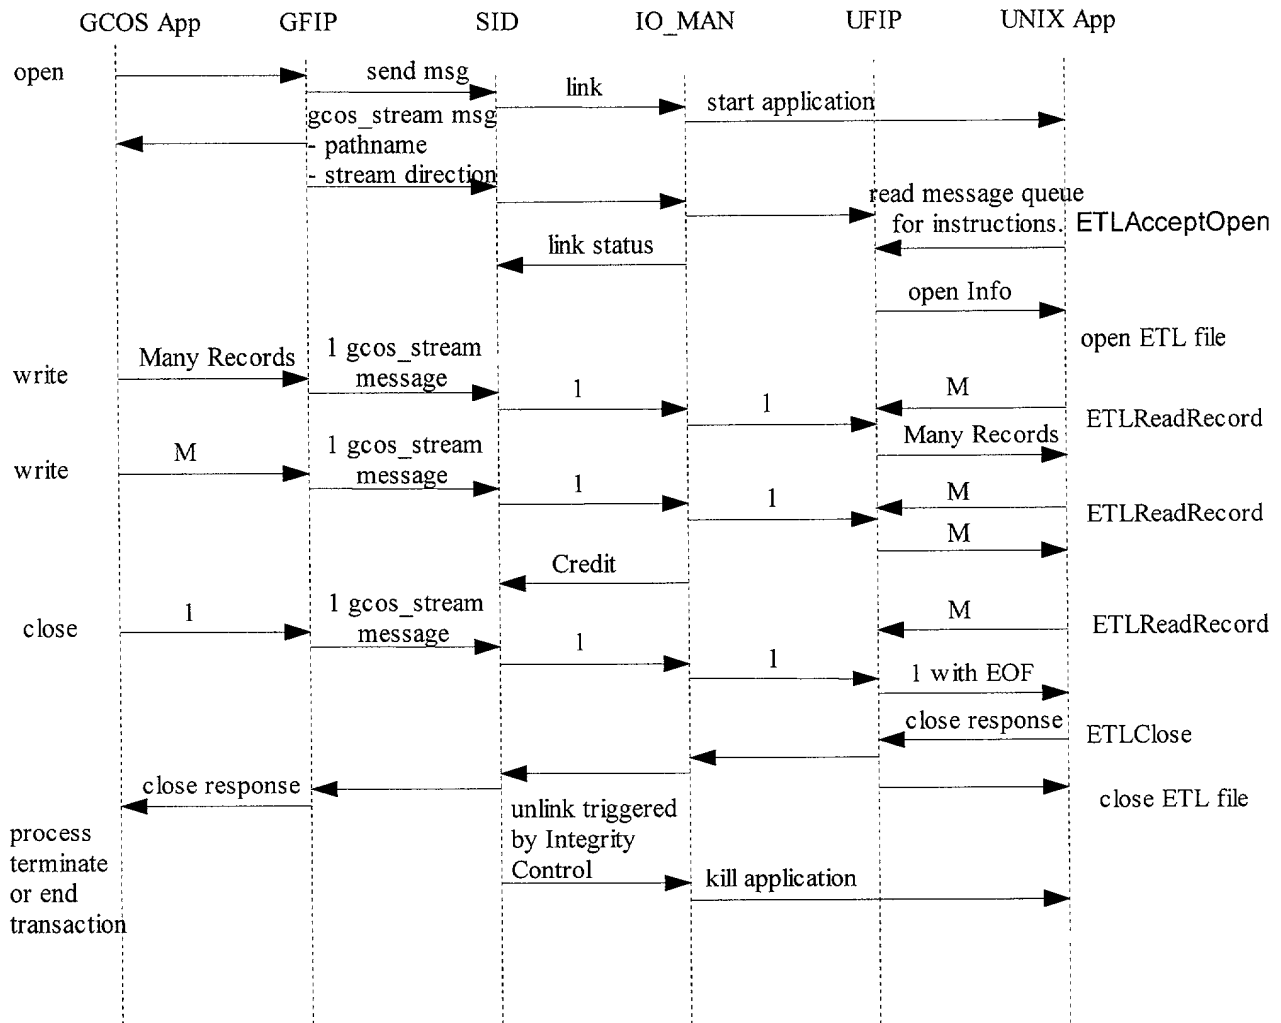 GCOS App GFIP SID IO_MAN UFIP UNIX App
open
send msg
link
start application
gcos_stream msg
- pathname
- stream direction
read message queue
for instructions.
ETLAcceptOpen
link status
open Info
open ETL file
write
Many Records
1 gcos_stream
message
1
1
M
ETLReadRecord
Many Records
write
M
1 gcos_stream
message
1
1
M
ETLReadRecord
M
Credit
close
1
1 gcos_stream
message
1
1
M
ETLReadRecord
1 with EOF
close response
ETLClose
close response
close ETL file
unlink triggered
by Integrity
Control
kill application
process
terminate
or end
transaction